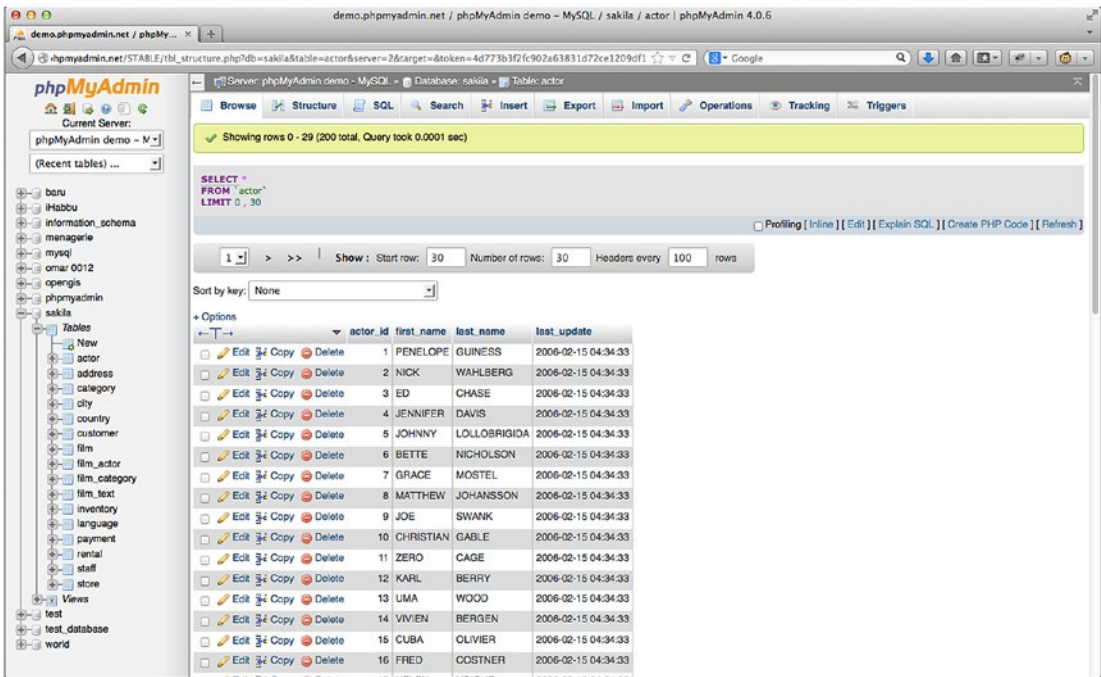 demo.phpmyadmin.net / phpMyAdmin demo - MySQL / sakila / actor | phpMyAdmin 4.0.6
demo.phpmyadmin.net / phpMy...
Google
phpMyAdmin
Current Server:
phpMyAdmin demo - M
(Recent tables) ...
baru
iHabbu
information_schema
menagerie
mysql
omar 0012
opengis
phpmyadmin
sakila
Tables
New
actor
address
category
city
country
customer
film
film_actor
film_category
film_text
inventory
language
payment
rental
staff
store
Views
test
test_database
world
Server: phpMyAdmin demo - MySQL » Database: sakila » Table: actor
Browse Structure SQL Search Insert Export Import Operations Tracking Triggers
Showing rows 0 - 29 (200 total, Query took 0.0001 sec)
SELECT *
FROM `actor`
LIMIT 0 , 30
Profiling [ Inline ] [ Edit ] [ Explain SQL ] [ Create PHP Code ] [ Refresh ]
1 > >> | Show : Start row: 30 Number of rows: 30 Headers every 100 rows
Sort by key: None
+ Options
←T→ actor_id first_name last_name last_update
Edit Copy Delete 1 PENELOPE GUINESS 2006-02-15 04:34:33
Edit Copy Delete 2 NICK WAHLBERG 2006-02-15 04:34:33
Edit Copy Delete 3 ED CHASE 2006-02-15 04:34:33
Edit Copy Delete 4 JENNIFER DAVIS 2006-02-15 04:34:33
Edit Copy Delete 5 JOHNNY LOLLOBRIGIDA 2006-02-15 04:34:33
Edit Copy Delete 6 BETTE NICHOLSON 2006-02-15 04:34:33
Edit Copy Delete 7 GRACE MOSTEL 2006-02-15 04:34:33
Edit Copy Delete 8 MATTHEW JOHANSSON 2006-02-15 04:34:33
Edit Copy Delete 9 JOE SWANK 2006-02-15 04:34:33
Edit Copy Delete 10 CHRISTIAN GABLE 2006-02-15 04:34:33
Edit Copy Delete 11 ZERO CAGE 2006-02-15 04:34:33
Edit Copy Delete 12 KARL BERRY 2006-02-15 04:34:33
Edit Copy Delete 13 UMA WOOD 2006-02-15 04:34:33
Edit Copy Delete 14 VIVIEN BERGEN 2006-02-15 04:34:33
Edit Copy Delete 15 CUBA OLIVIER 2006-02-15 04:34:33
Edit Copy Delete 16 FRED COSTNER 2006-02-15 04:34:33